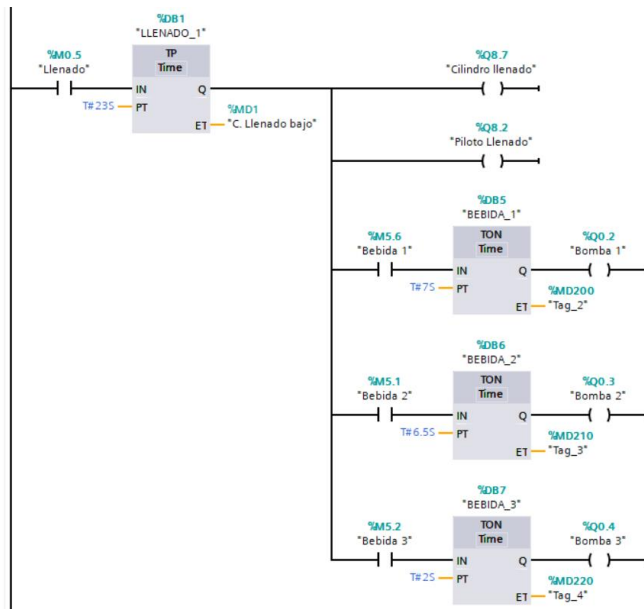 %DB1
"LLENADO_1"
%M0.5
"Llenado"
TP
Time
IN
Q
T#23S
PT
ET
%MD1
"C. Llenado bajo"
%Q8.7
"Cilindro llenado"
%Q8.2
"Piloto Llenado"
%DB5
"BEBIDA_1"
%M5.6
"Bebida 1"
TON
Time
IN
Q
T#7S
PT
ET
%Q0.2
"Bomba 1"
%MD200
"Tag_2"
%DB6
"BEBIDA_2"
%M5.1
"Bebida 2"
TON
Time
IN
Q
T#6.5S
PT
ET
%Q0.3
"Bomba 2"
%MD210
"Tag_3"
%DB7
"BEBIDA_3"
%M5.2
"Bebida 3"
TON
Time
IN
Q
T#2S
PT
ET
%Q0.4
"Bomba 3"
%MD220
"Tag_4"